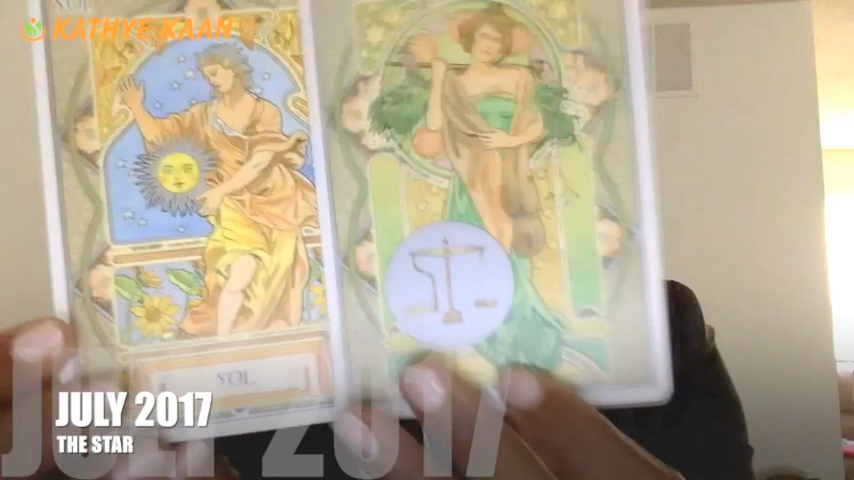 SOL
KATHYE KAAN
SOL
JULY 2017
JULY 2017
THE STAR